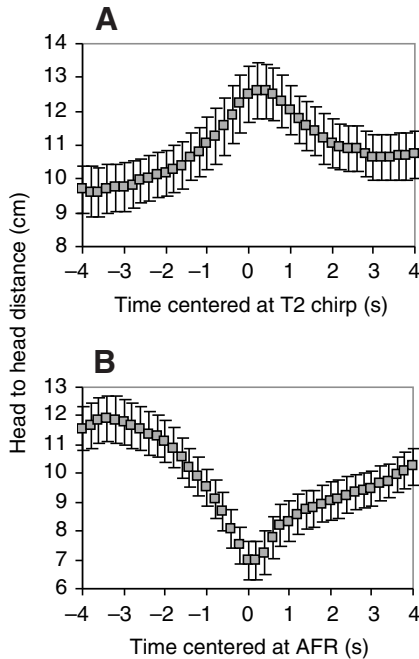 A
14
13
12
11
10
9
8
−4 −3 −2 −1 0 1 2 3 4
Time centered at T2 chirp (s)
Head to head distance (cm)
B
13
12
11
10
9
8
7
6
−4 −3 −2 −1 0 1 2 3 4
Time centered at AFR (s)